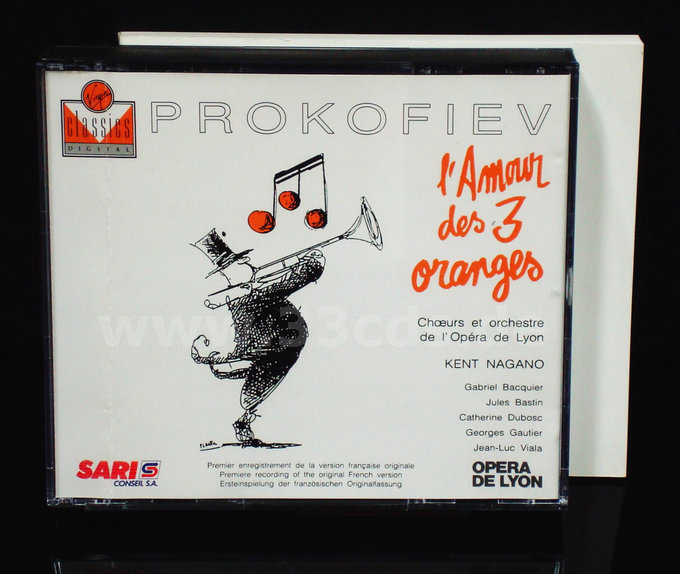 Virgin
classics
DIGITAL
PROKOFIEV
l'Amour
des 3
oranges
Chœurs et orchestre
de l'Opéra de Lyon
KENT NAGANO
Gabriel Bacquier
Jules Bastin
Catherine Dubosc
Georges Gautier
Jean-Luc Viala
Premier enregistrement de la version française originale
Premiere recording of the original French version
Ersteinspielung der französischen Originalfassung
SARI
CONSEIL S.A.
OPERA
DE LYON